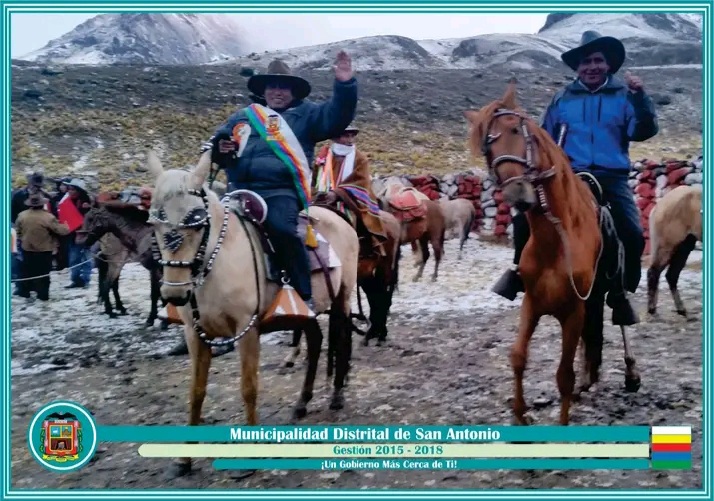 Municipalidad Distrital de San Antonio
Gestión 2015 - 2018
¡Un Gobierno Más Cerca de Ti!